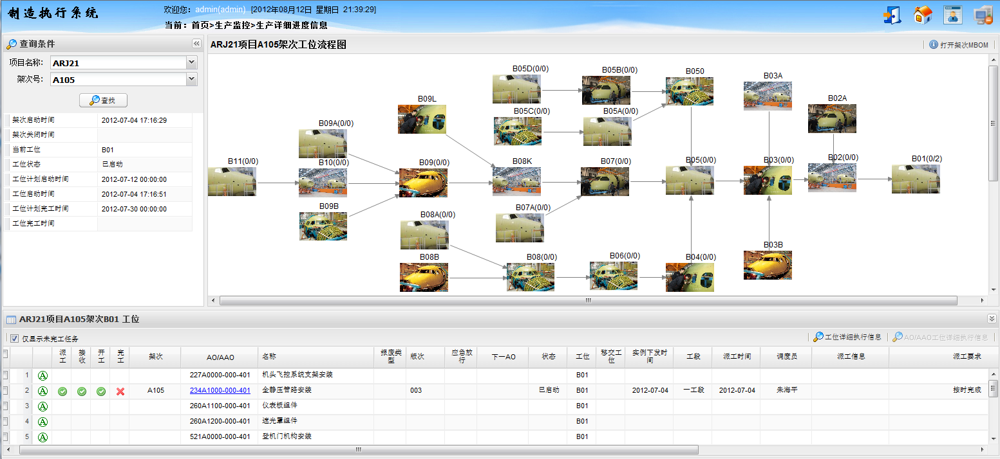 制造执行系统
欢迎您：admin(admin) [2012年08月12日 星期日 21:39:29]
当前：首页>生产监控>生产详细进度信息
查询条件
项目名称: ARJ21
架次号: A105
查找
架次启动时间 2012-07-04 17:16:29
架次关闭时间
当前工位 B01
工位状态 已启动
工位计划启动时间 2012-07-12 00:00:00
工位启动时间 2012-07-04 17:16:51
工位计划完工时间 2012-07-30 00:00:00
工位完工时间
ARJ21项目A105架次工位流程图
打开架次MBOM
B05D(0/0) B05B(0/0) B050 B03A
B09L B02A
B05C(0/0) B05A(0/0)
B09A(0/0)
B11(0/0) B10(0/0) B09(0/0) B08K B07(0/0) B05(0/0) B03(0/0) B02(0/0) B01(0/2)
B09B B08A(0/0) B07A(0/0)
B03B
B08B B08(0/0) B06(0/0) B04(0/0)
ARJ21项目A105架次B01 工位
仅显示未完工任务
工位详细执行信息 AO/AAO工位详细执行信息
派工 接收 开工 完工 架次 AO/AAO 名称 报废类型 版次 应急放行 下一AO 状态 工位 移交工位 实例下发时间 工段 派工时间 调度员 派工信息 派工要求
1 A 227A0000-000-401 机头飞控系统支架安装 B01
2 A A105 234A1000-000-401 全静压管路安装 003 已启动 B01 2012-07-04 一工段 2012-07-04 朱海平 按时完成
3 A 260A1100-000-401 仪表板组件 B01
4 A 260A1200-000-401 遮光罩组件 B01
5 A 521A0000-000-401 登机门机构安装 B01